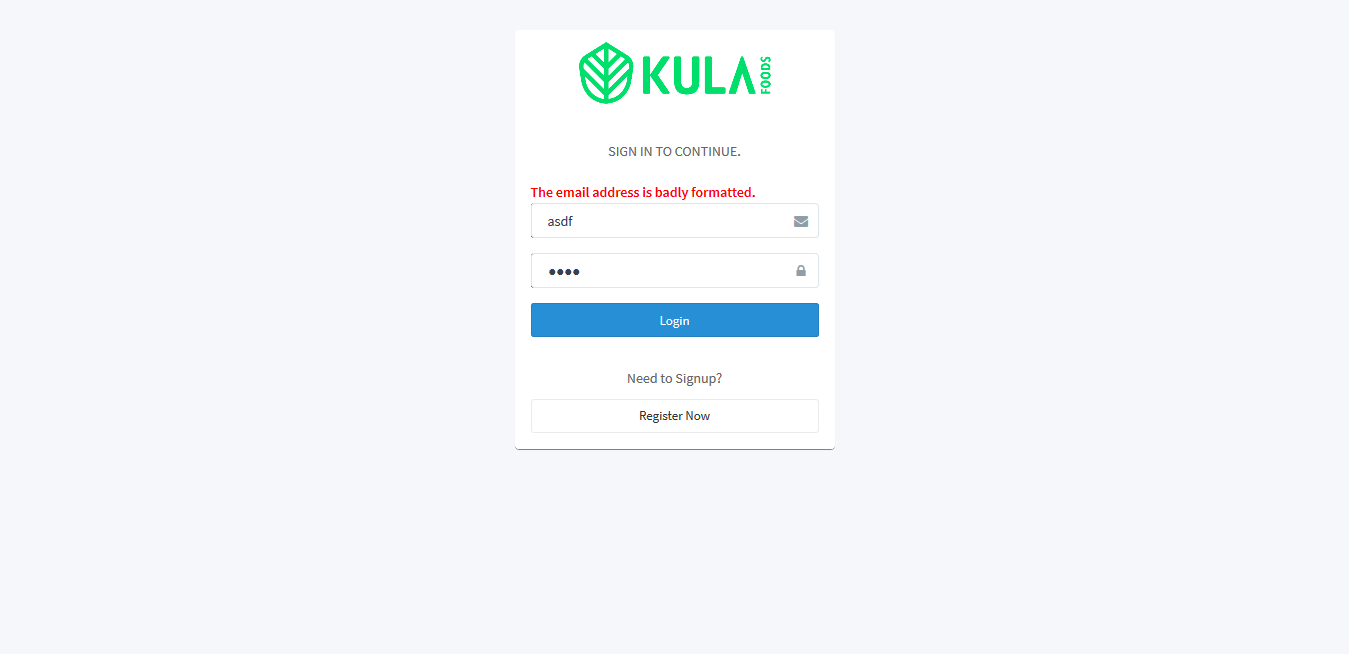 KULA FOODS
SIGN IN TO CONTINUE.
The email address is badly formatted.
asdf
••••
Login
Need to Signup?
Register Now